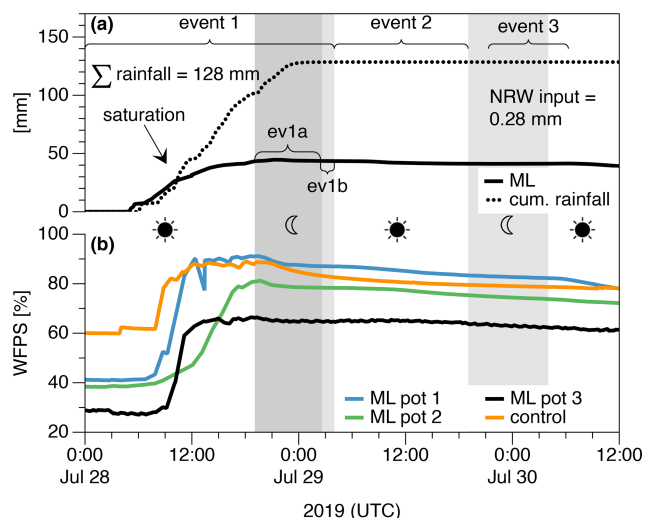 (a)
event 1
event 2
event 3
150
100
50
0
[mm]
∑ rainfall = 128 mm
saturation
ev1a
ev1b
NRW input =
0.28 mm
ML
cum. rainfall
(b)
100
80
60
40
20
WFPS [%]
ML pot 1
ML pot 2
ML pot 3
control
0:00 12:00 0:00 12:00 0:00 12:00
Jul 28 Jul 29 Jul 30
2019 (UTC)